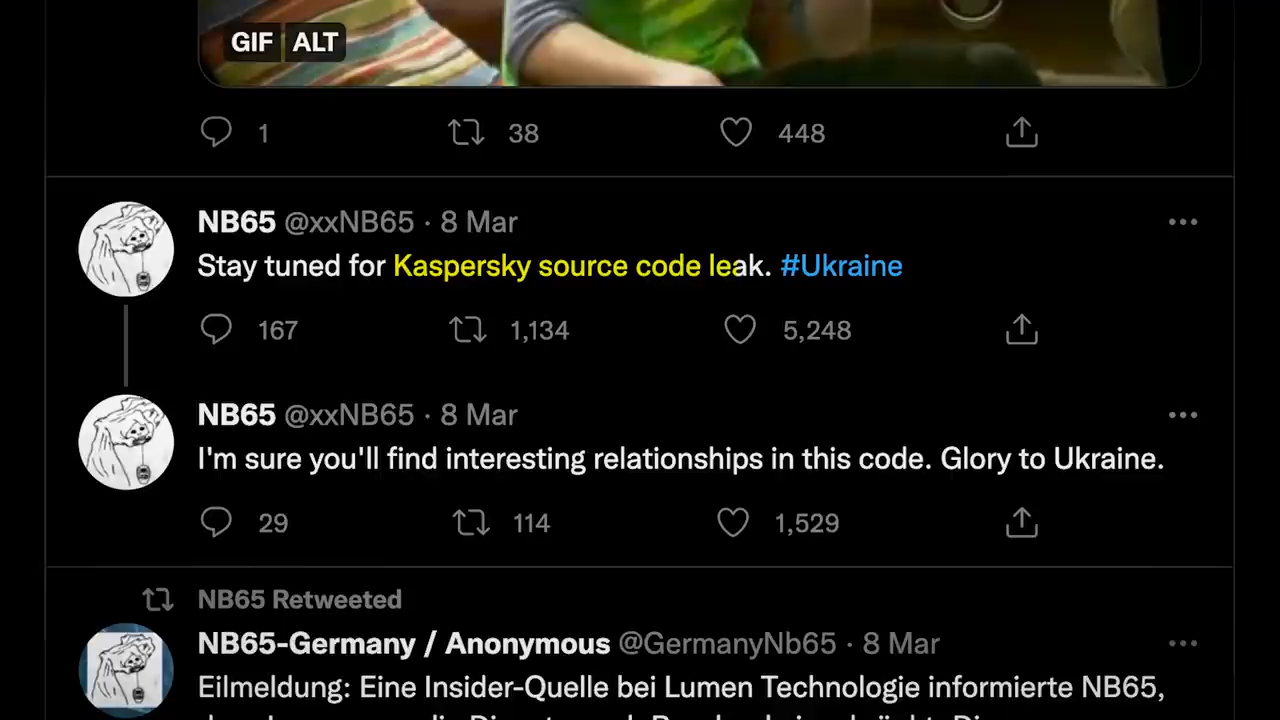 GIF ALT
1 38 448
NB65 @xxNB65 · 8 Mar
Stay tuned for Kaspersky source code leak. #Ukraine
167 1,134 5,248
NB65 @xxNB65 · 8 Mar
I'm sure you'll find interesting relationships in this code. Glory to Ukraine.
29 114 1,529
NB65 Retweeted
NB65-Germany / Anonymous @GermanyNb65 · 8 Mar
Eilmeldung: Eine Insider-Quelle bei Lumen Technologie informierte NB65,